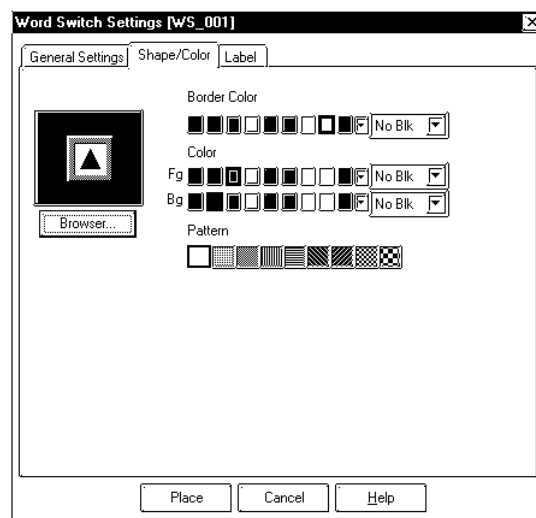 Word Switch Settings [WS_001]
General Settings Shape/Color Label
Border Color
No Blk
Color
Fg No Blk
Bg No Blk
Browser...
Pattern
Place Cancel Help